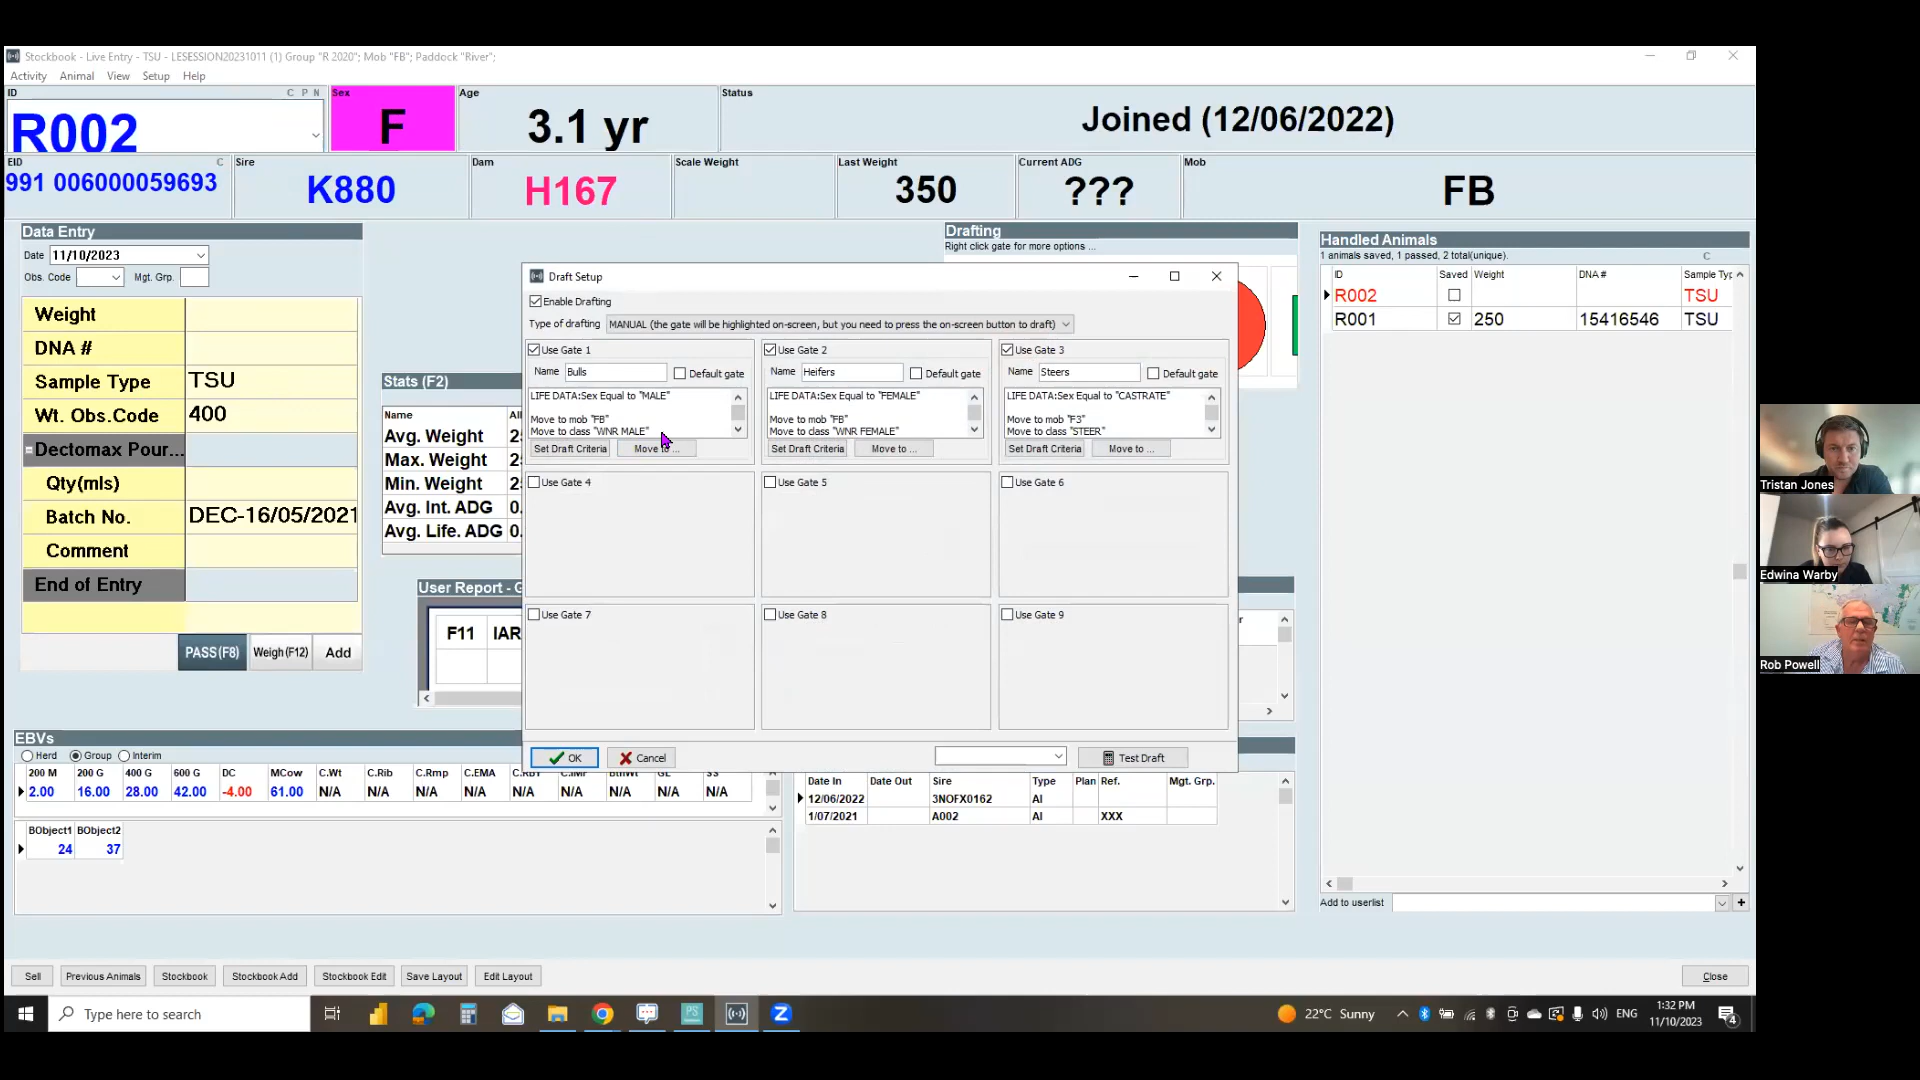 Stockbook - Live Entry - TSU - LESESSION20231011 (1) Group "R 2020"; Mob "FB"; Paddock "River";
Activity Animal View Setup Help
ID C P N
R002
Sex
F
Age
3.1 yr
Status
Joined (12/06/2022)
EID C
991 006000059693
Sire
K880
Dam
H167
Scale Weight
Last Weight
350
Current ADG
???
Mob
FB
Data Entry
Date 11/10/2023
Obs. Code Mgt. Grp.
Weight
DNA #
Sample Type TSU
Wt. Obs.Code 400
Dectomax Pour...
Qty(mls)
Batch No. DEC-16/05/2021
Comment
End of Entry
PASS(F8) Weigh(F12) Add
Stats (F2)
Name
Avg. Weight
Max. Weight
Min. Weight
Avg. Int. ADG 0.
Avg. Life. ADG 0.
User Report - G
F11 IAR
Drafting
Right click gate for more options ...
Draft Setup
Enable Drafting
Type of drafting MANUAL (the gate will be highlighted on-screen, but you need to press the on-screen button to draft)
Use Gate 1
Name Bulls Default gate
LIFE DATA:Sex Equal to "MALE"
Move to mob "FB"
Move to class "WNR MALE"
Set Draft Criteria Move to ...
Use Gate 2
Name Heifers Default gate
LIFE DATA:Sex Equal to "FEMALE"
Move to mob "FB"
Move to class "WNR FEMALE"
Set Draft Criteria Move to ...
Use Gate 3
Name Steers Default gate
LIFE DATA:Sex Equal to "CASTRATE"
Move to mob "F3"
Move to class "STEER"
Set Draft Criteria Move to ...
Use Gate 4
Use Gate 5
Use Gate 6
Use Gate 7
Use Gate 8
Use Gate 9
OK Cancel Test Draft
Handled Animals
1 animals saved, 1 passed, 2 total(unique). C
ID Saved Weight DNA # Sample Typ
R002 TSU
R001 250 15416546 TSU
Add to userlist
EBVs
Herd Group Interim
200 M 200 G 400 G 600 G DC MCow C.Wt C.Rib C.Rmp C.EMA
2.00 16.00 28.00 42.00 -4.00 61.00 N/A N/A N/A N/A N/A N/A N/A N/A N/A
BObject1 BObject2
24 37
Date In Date Out Sire Type Plan Ref. Mgt. Grp.
12/06/2022 3NOFX0162 AI
1/07/2021 A002 AI XXX
Sell Previous Animals Stockbook Stockbook Add Stockbook Edit Save Layout Edit Layout Close
Tristan Jones
Edwina Warby
Rob Powell
Type here to search
22°C Sunny
ENG
1:32 PM
11/10/2023
4